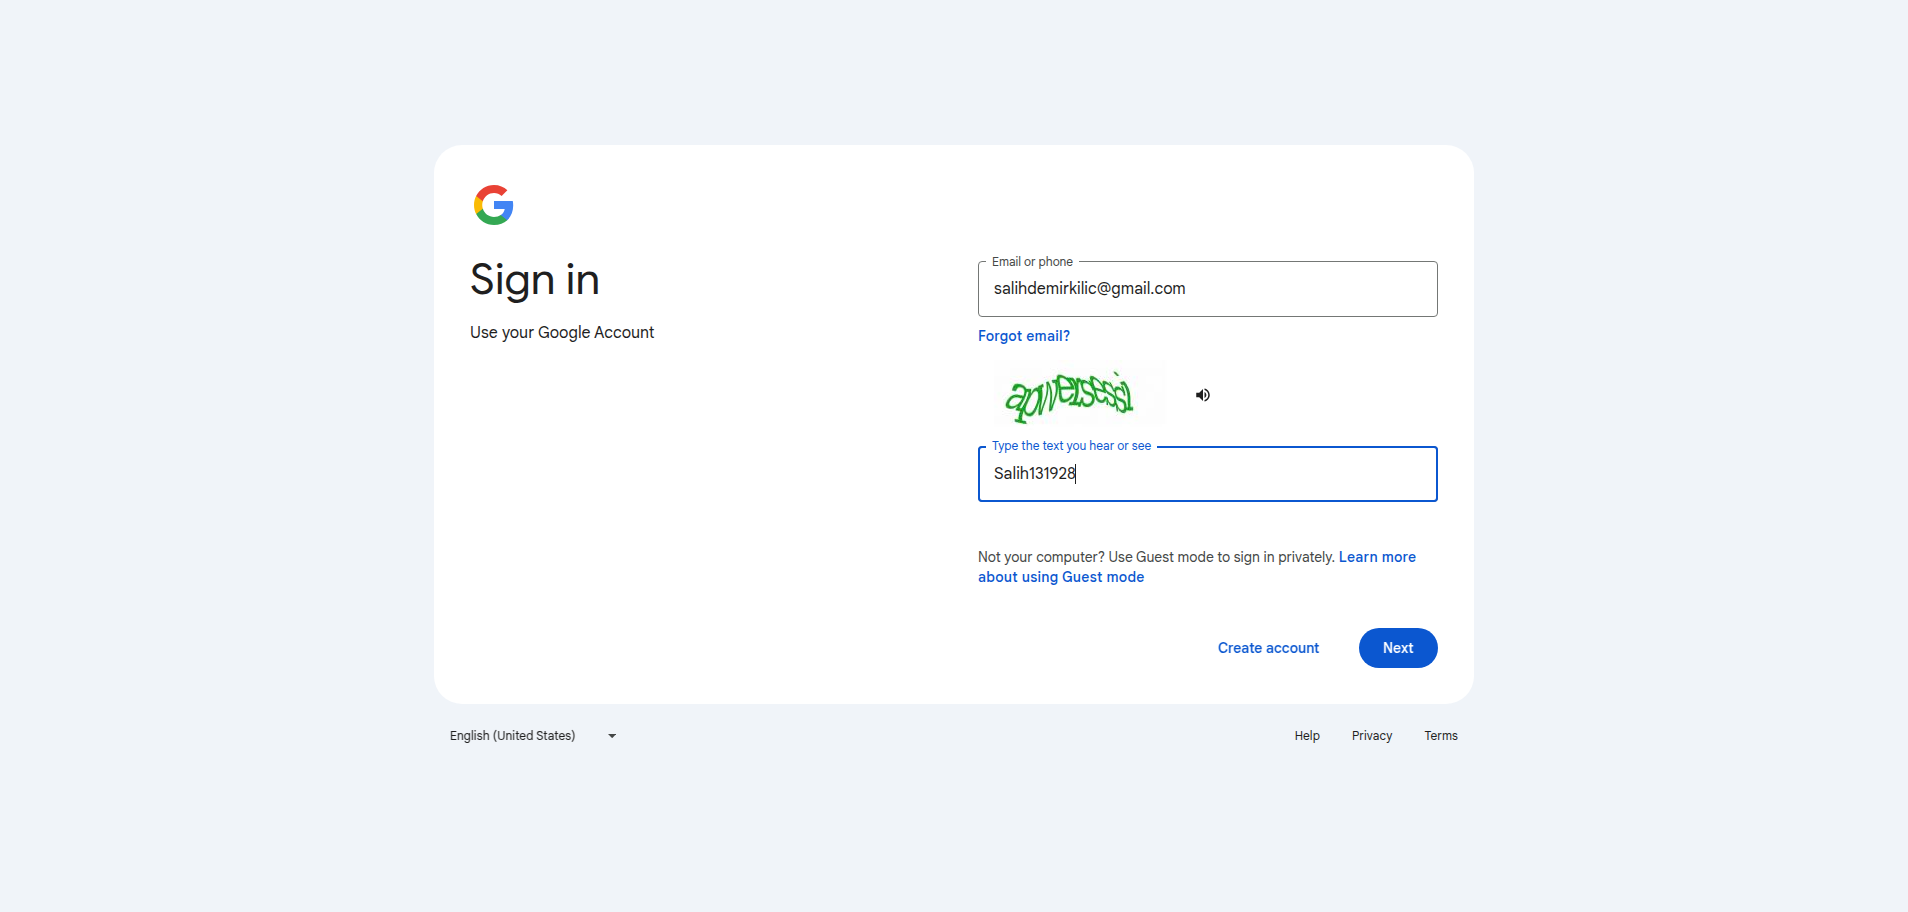 Sign in
Use your Google Account
Email or phone
salihdemirkilic@gmail.com
Forgot email?
Type the text you hear or see
Salih131928
Not your computer? Use Guest mode to sign in privately. Learn more
about using Guest mode
Create account
Next
English (United States)
Help
Privacy
Terms